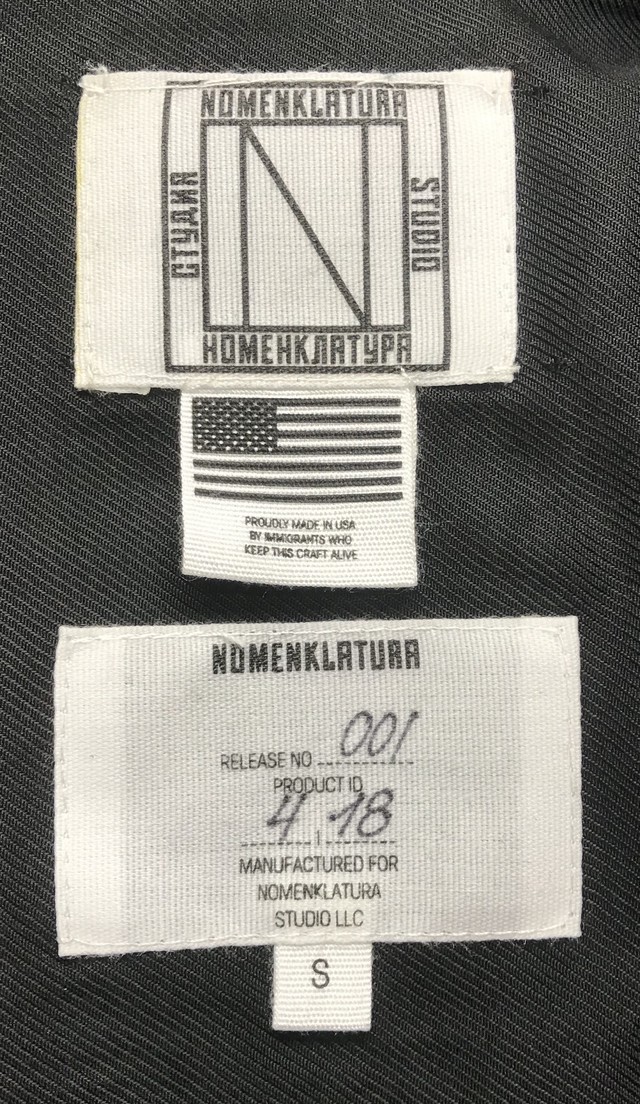 NOMENKLATURA
СТУДИЯ
STUDIO
НОМЕНКЛАТУРА
PROUDLY MADE IN USA
BY IMMIGRANTS WHO
KEEP THIS CRAFT ALIVE
NOMENKLATURA
RELEASE NO 001
PRODUCT ID
4 | 18
MANUFACTURED FOR
NOMENKLATURA
STUDIO LLC
S